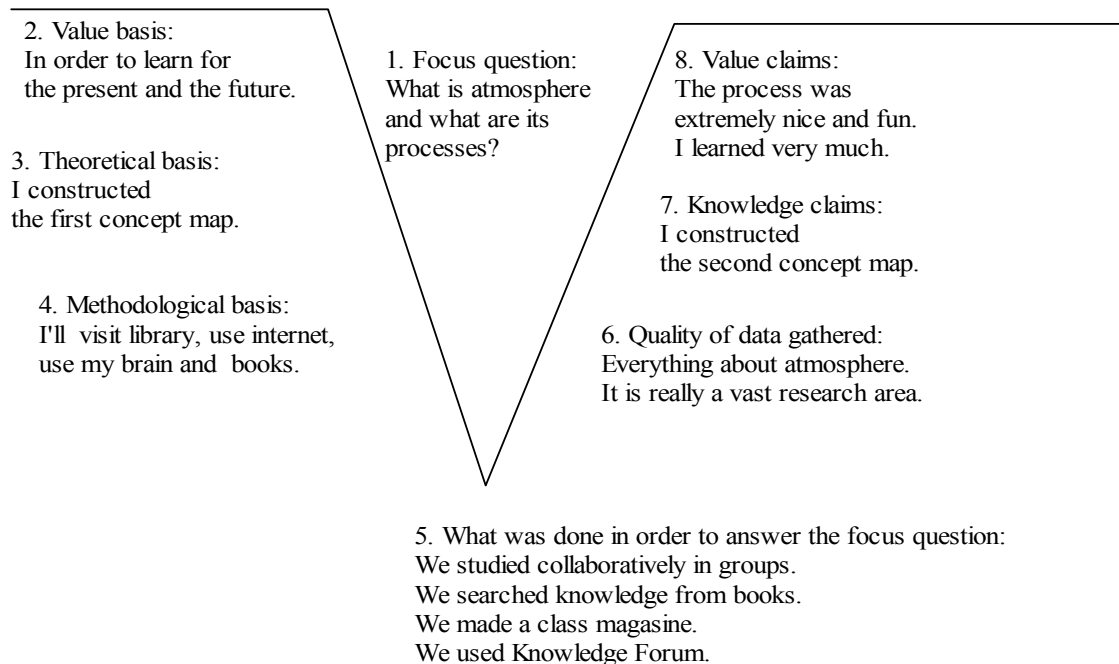 2. Value basis:
In order to learn for
the present and the future.
1. Focus question:
What is atmosphere
and what are its
processes?
8. Value claims:
The process was
extremely nice and fun.
I learned very much.
3. Theoretical basis:
I constructed
the first concept map.
7. Knowledge claims:
I constructed
the second concept map.
4. Methodological basis:
I'll visit library, use internet,
use my brain and books.
6. Quality of data gathered:
Everything about atmosphere.
It is really a vast research area.
5. What was done in order to answer the focus question:
We studied collaboratively in groups.
We searched knowledge from books.
We made a class magasine.
We used Knowledge Forum.